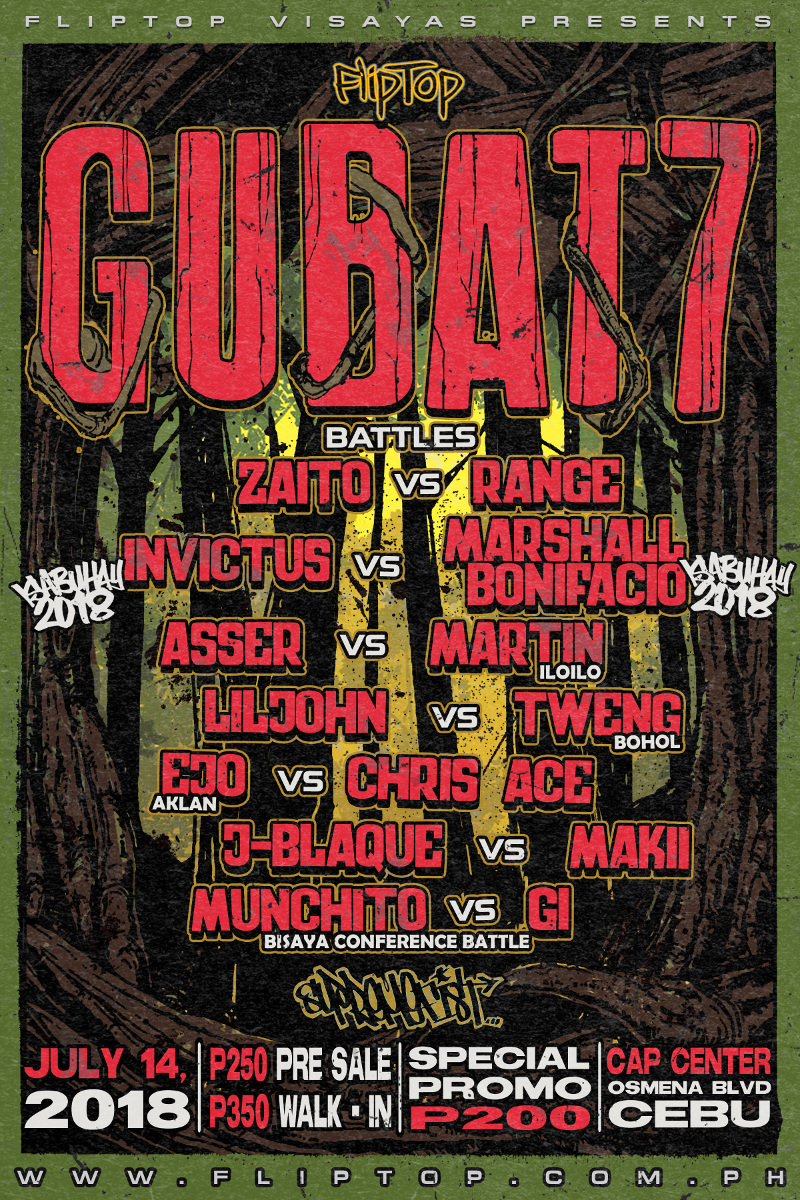 FLIPTOP VISAYAS PRESENTS
FLIPTOP
GUBAT 7
BATTLES
ZAITO VS RANGE
INVICTUS VS MARSHALL
BONIFACIO
ISABUHAY
2018
ISABUHAY
2018
ASSER VS MARTIN
ILOILO
LILJOHN VS TWENG
BOHOL
EJO VS CHRIS ACE
AKLAN
J-BLAQUE VS MAKII
MUNCHITO VS GI
BISAYA CONFERENCE BATTLE
JULY 14,
2018
P250 PRE SALE
P350 WALK - IN
SPECIAL
PROMO
P200
CAP CENTER
OSMENA BLVD
CEBU
WWW.FLIPTOP.COM.PH